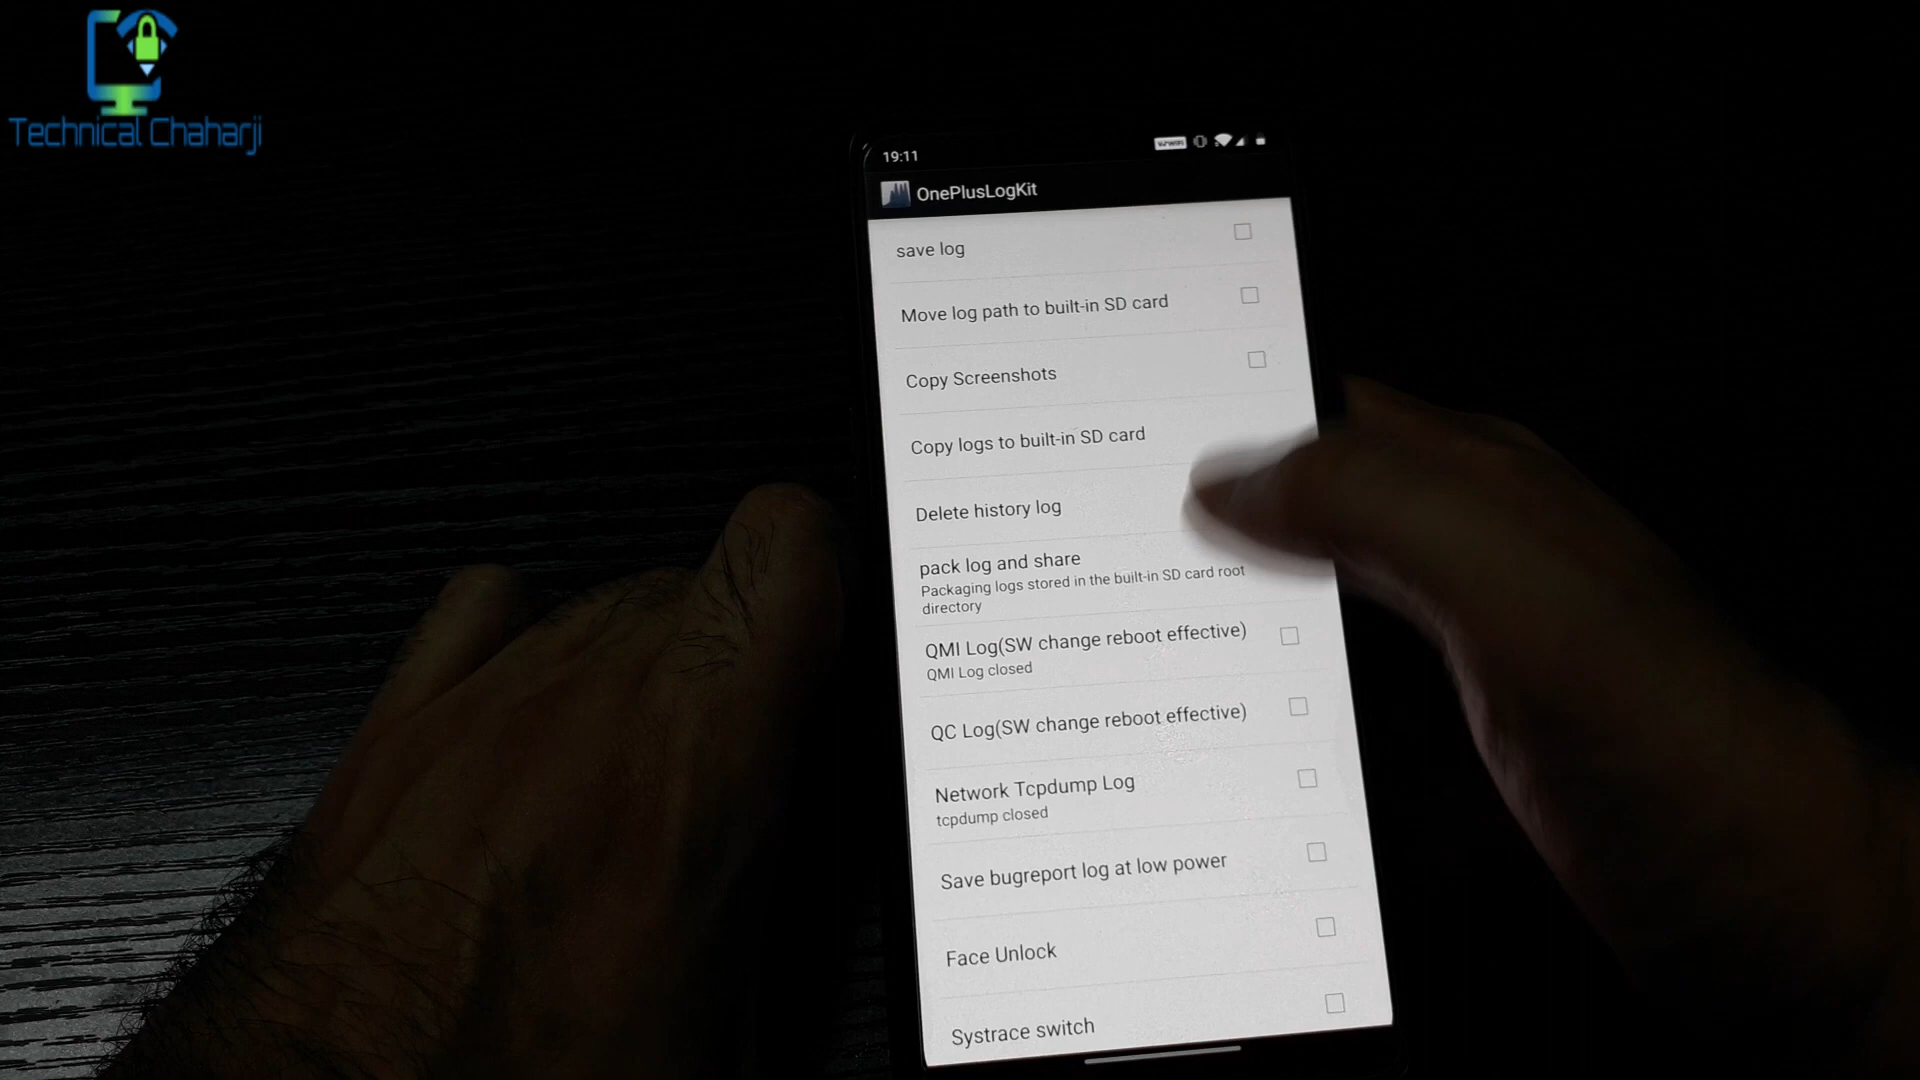 Technical Chaharji
19:11
OnePlusLogKit
save log
Move log path to built-in SD card
Copy Screenshots
Copy logs to built-in SD card
Delete history log
pack log and share
Packaging logs stored in the built-in SD card root
directory
QMI Log(SW change reboot effective)
QMI Log closed
QC Log(SW change reboot effective)
Network Tcpdump Log
tcpdump closed
Save bugreport log at low power
Face Unlock
Systrace switch